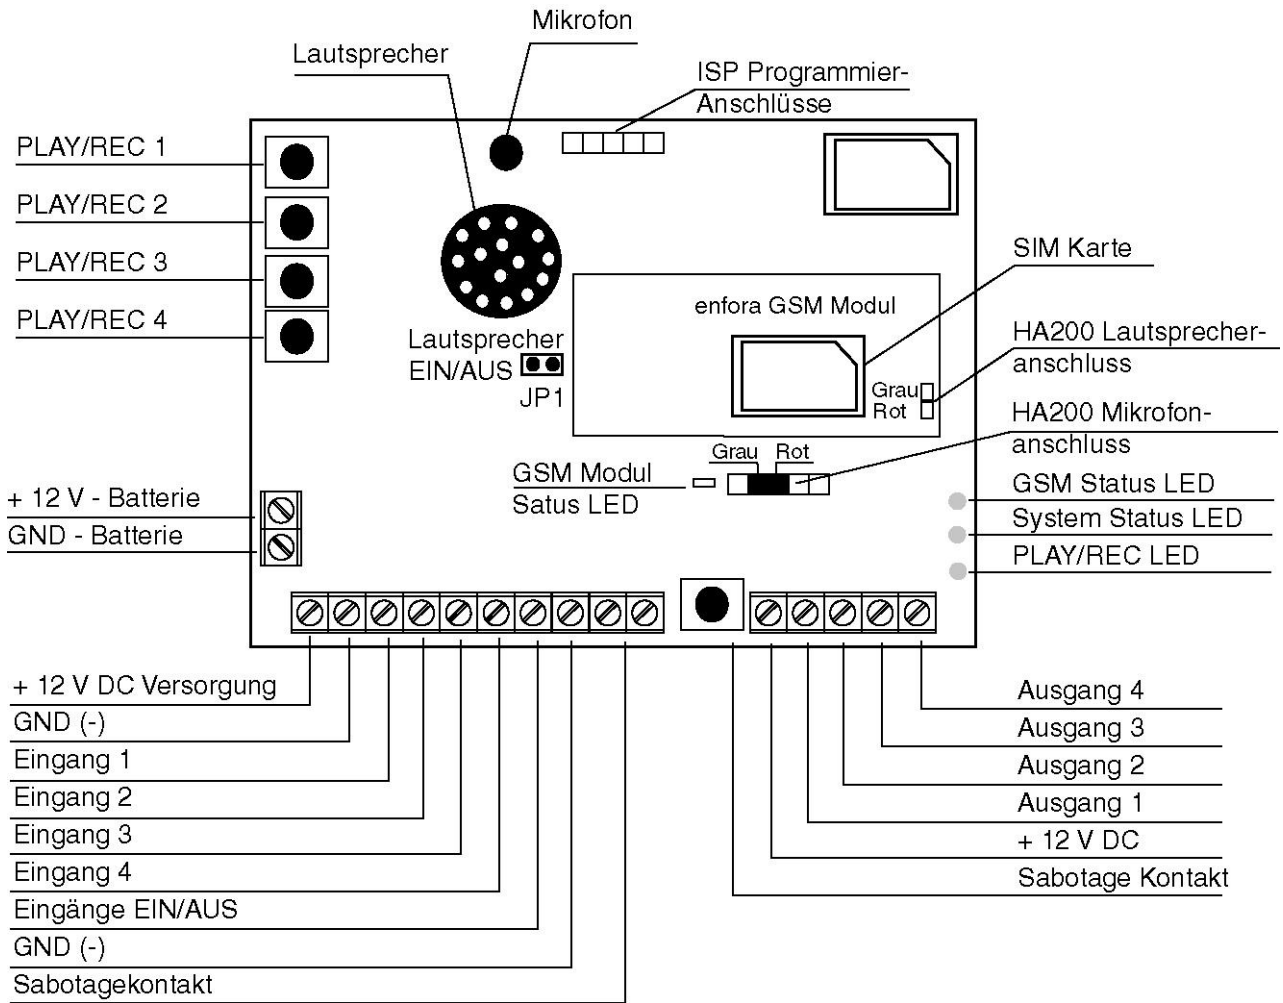 Mikrofon
Lautsprecher
ISP Programmier-
Anschlüsse
PLAY/REC 1
PLAY/REC 2
PLAY/REC 3
PLAY/REC 4
SIM Karte
enfora GSM Modul
HA200 Lautsprecher-
anschluss
Lautsprecher
EIN/AUS
JP1
Grau
Rot
HA200 Mikrofon-
anschluss
Grau Rot
GSM Modul
Satus LED
GSM Status LED
System Status LED
PLAY/REC LED
+ 12 V - Batterie
GND - Batterie
+ 12 V DC Versorgung
GND (-)
Eingang 1
Eingang 2
Eingang 3
Eingang 4
Eingänge EIN/AUS
GND (-)
Sabotagekontakt
Ausgang 4
Ausgang 3
Ausgang 2
Ausgang 1
+ 12 V DC
Sabotage Kontakt